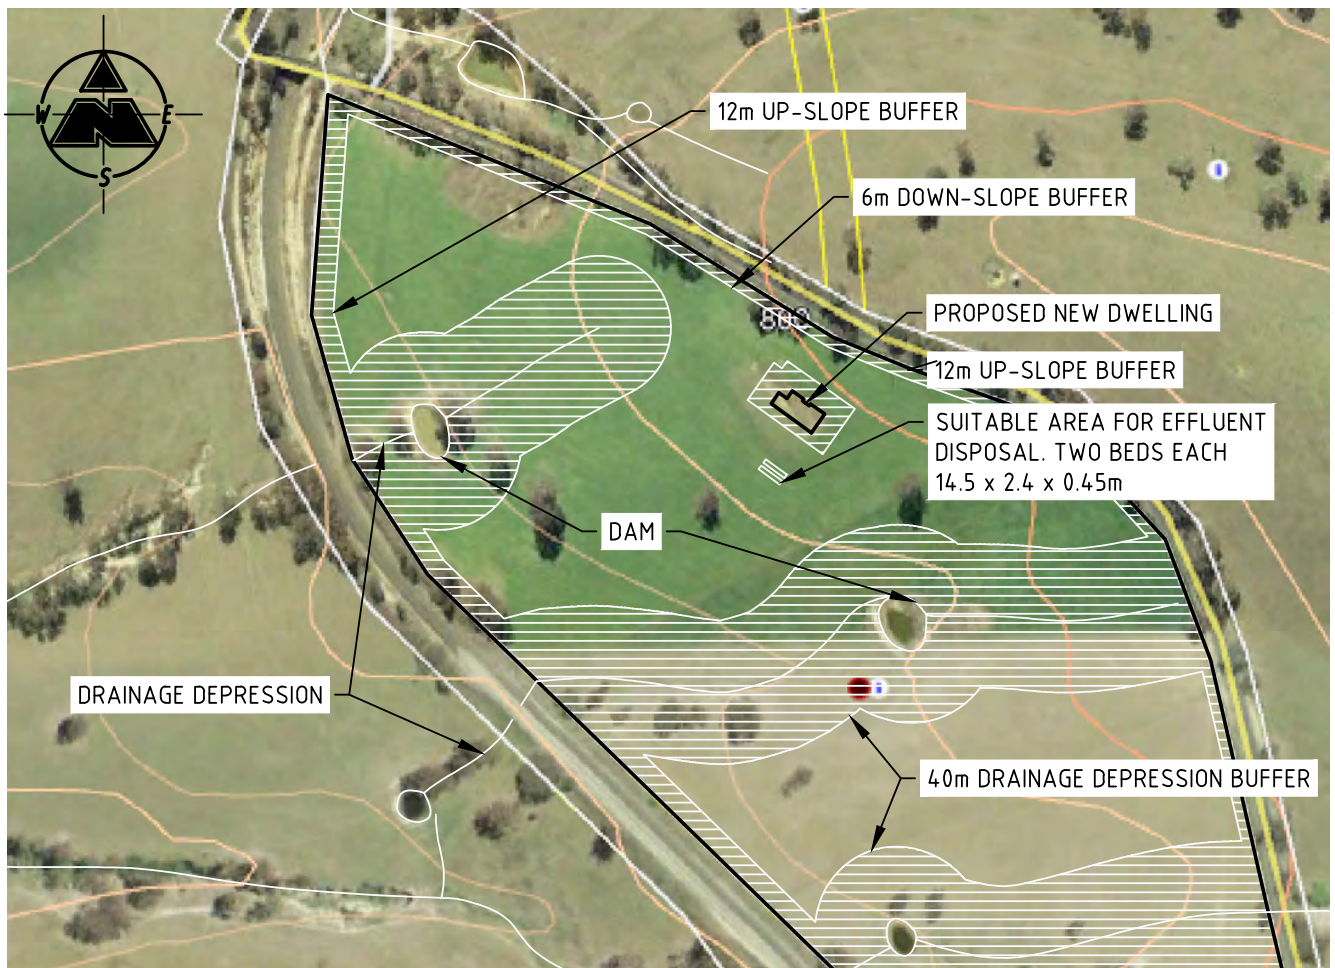 N
W
E
S
12m UP-SLOPE BUFFER
6m DOWN-SLOPE BUFFER
PROPOSED NEW DWELLING
12m UP-SLOPE BUFFER
SUITABLE AREA FOR EFFLUENT
DISPOSAL. TWO BEDS EACH
14.5 x 2.4 x 0.45m
DAM
DRAINAGE DEPRESSION
40m DRAINAGE DEPRESSION BUFFER